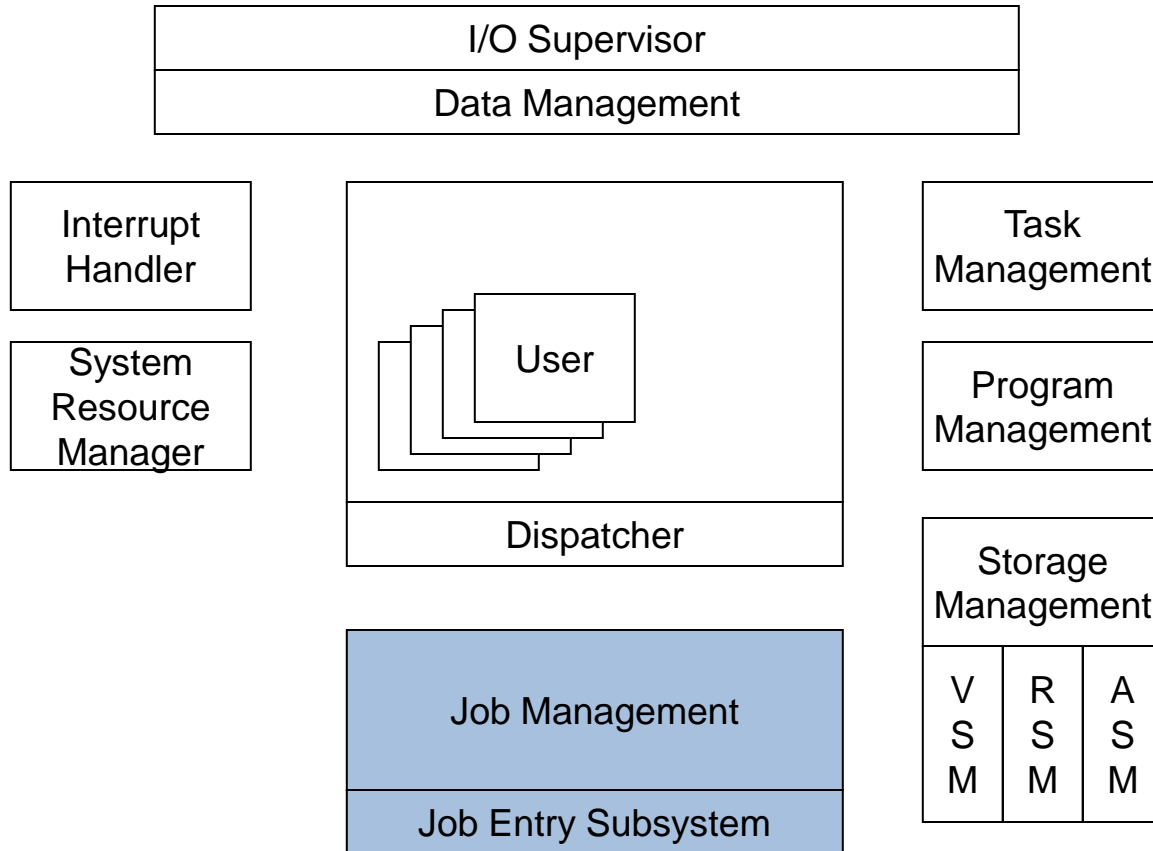 I/O Supervisor
Data Management
Interrupt
Handler
System
Resource
Manager
User
Dispatcher
Task
Management
Program
Management
Storage
Management
V
S
M
R
S
M
A
S
M
Job Management
Job Entry Subsystem